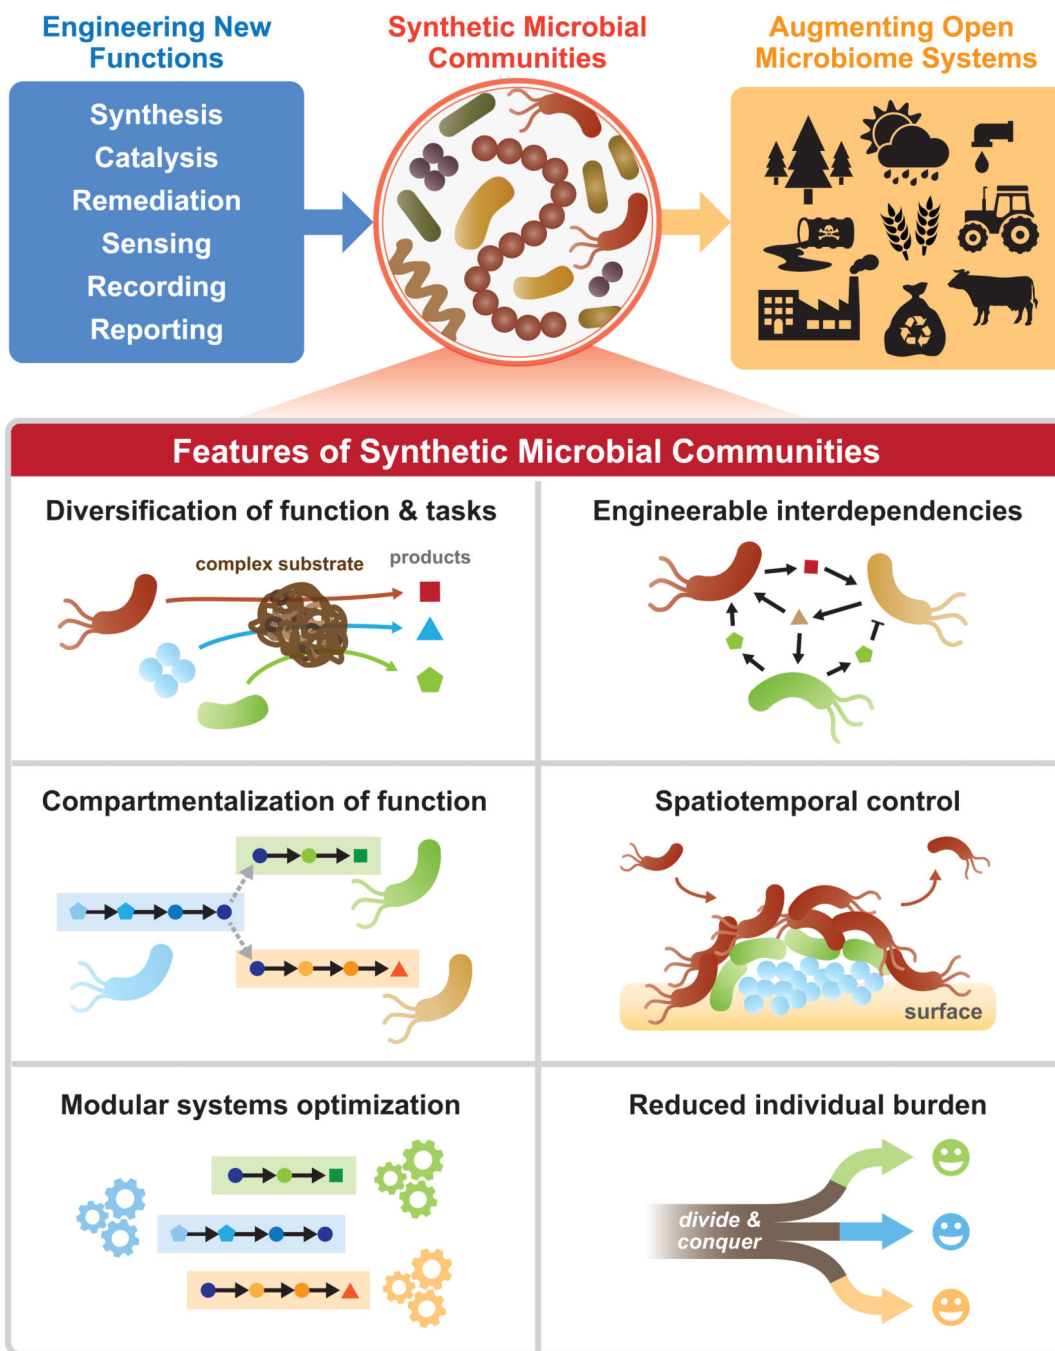 Engineering New
Functions
Synthetic Microbial
Communities
Augmenting Open
Microbiome Systems
Synthesis
Catalysis
Remediation
Sensing
Recording
Reporting
Features of Synthetic Microbial Communities
Diversification of function & tasks
complex substrate
products
Engineerable interdependencies
Compartmentalization of function
Spatiotemporal control
surface
Modular systems optimization
Reduced individual burden
divide &
conquer